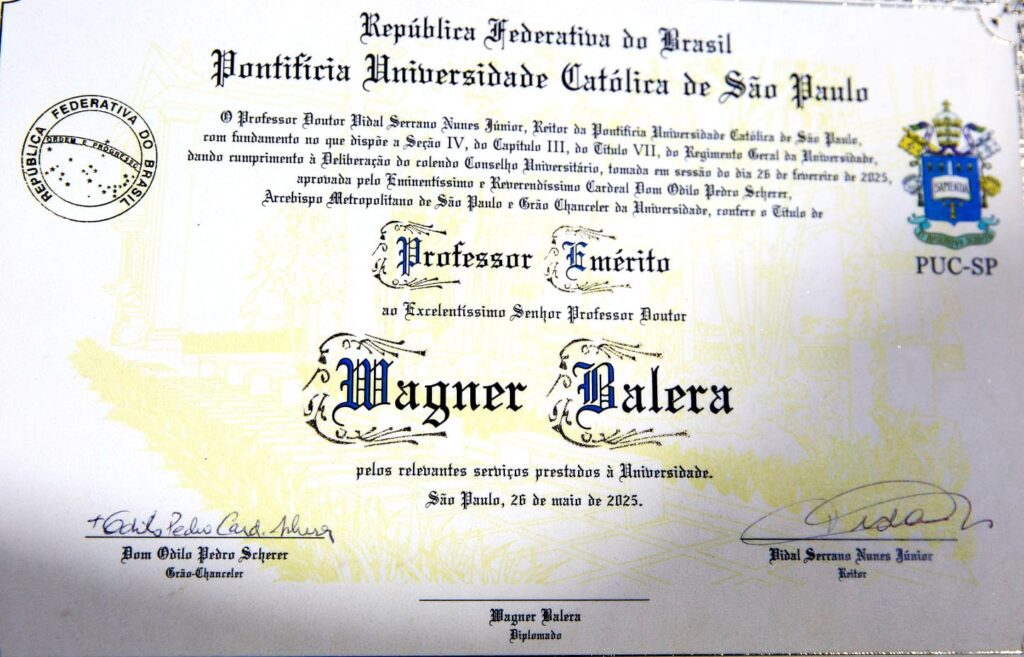 República Federativa do Brasil
Pontifícia Universidade Católica de São Paulo
REPÚBLICA FEDERATIVA DO BRASIL
ORDEM E PROGRESSO
O Professor Doutor Vidal Serrano Nunes Júnior, Reitor da Pontifícia Universidade Católica de São Paulo,
com fundamento no que dispõe a Seção IV, do Capítulo III, do Título VII, do Regimento Geral da Universidade,
dando cumprimento à Deliberação do colendo Conselho Universitário, tomada em sessão do dia 26 de fevereiro de 2025,
aprovada pelo Eminentíssimo e Reverendíssimo Cardeal Dom Odilo Pedro Scherer,
Arcebispo Metropolitano de São Paulo e Grão Chanceler da Universidade, confere o Título de
SAPIENTIA
PUC-SP
Professor Emérito
ao Excelentíssimo Senhor Professor Doutor
Wagner Balera
pelos relevantes serviços prestados à Universidade.
São Paulo, 26 de maio de 2025.
+ Odilo Pedro Card. Scherer
Dom Odilo Pedro Scherer
Grão-Chanceler
Vidal Serrano Nunes Júnior
Reitor
Wagner Balera
Diplomado